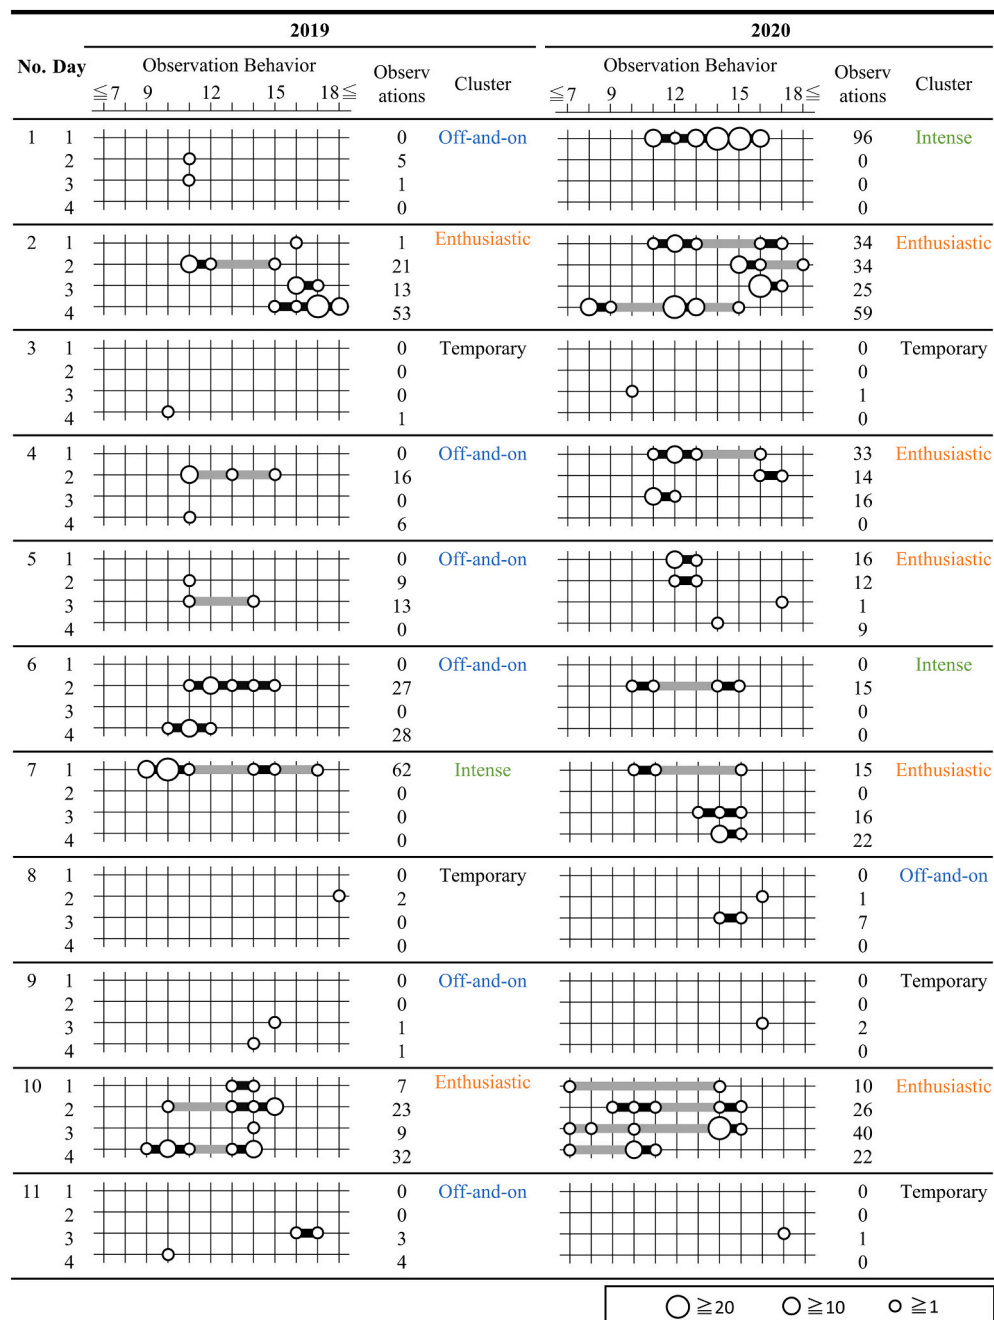 2019 2020
No. Day Observation Behavior Observ ations Cluster Observation Behavior Observ ations Cluster
≦7 9 12 15 18≦ ≦7 9 12 15 18≦
1 1 0 Off-and-on 96 Intense
2 5 0
3 1 0
4 0 0
2 1 1 Enthusiastic 34 Enthusiastic
2 21 34
3 13 25
4 53 59
3 1 0 Temporary 0 Temporary
2 0 0
3 0 1
4 1 0
4 1 0 Off-and-on 33 Enthusiastic
2 16 14
3 0 16
4 6 0
5 1 0 Off-and-on 16 Enthusiastic
2 9 12
3 13 1
4 0 9
6 1 0 Off-and-on 0 Intense
2 27 15
3 0 0
4 28 0
7 1 62 Intense 15 Enthusiastic
2 0 0
3 0 16
4 0 22
8 1 0 Temporary 0 Off-and-on
2 2 1
3 0 7
4 0 0
9 1 0 Off-and-on 0 Temporary
2 0 0
3 1 2
4 1 0
10 1 7 Enthusiastic 10 Enthusiastic
2 23 26
3 9 40
4 32 22
11 1 0 Off-and-on 0 Temporary
2 0 0
3 3 1
4 4 0
≧20 ≧10 ≧1